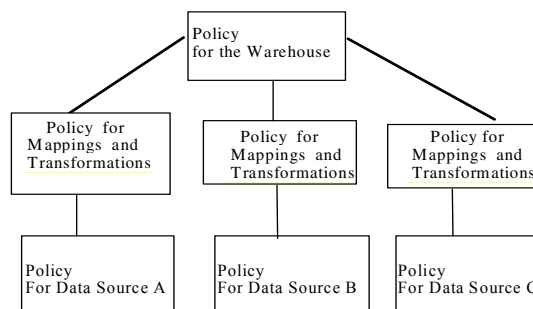 Policy
for the Warehouse
Policy for
Mappings and
Transformations
Policy for
Mappings and
Transformations
Policy for
Mappings and
Transformations
Policy
For Data Source A
Policy
For Data Source B
Policy
For Data Source C